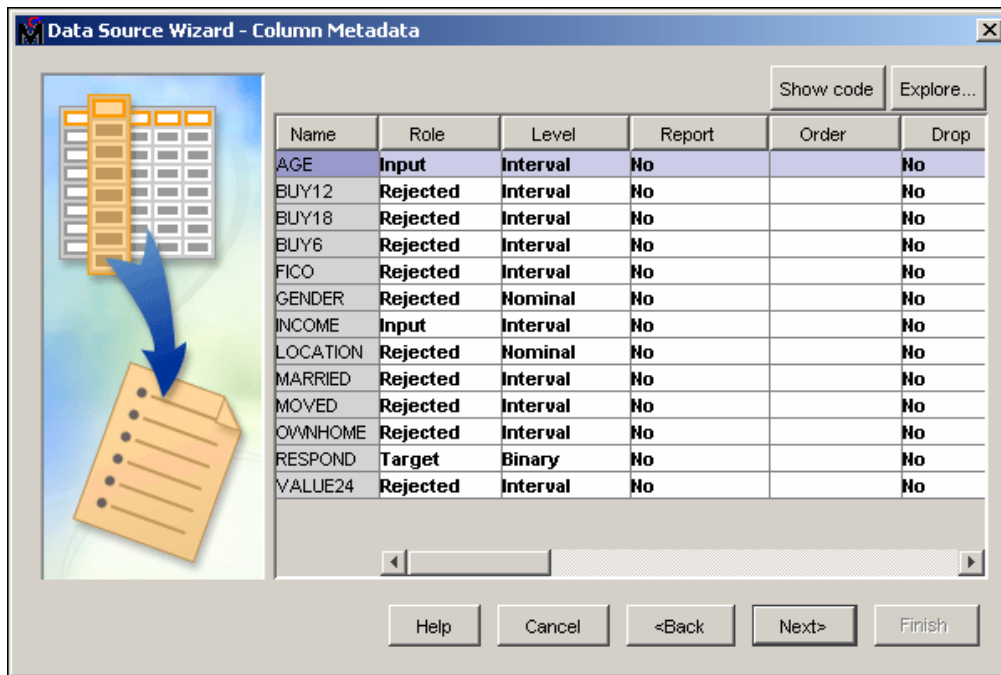 Data Source Wizard - Column Metadata
Show code Explore...
Name Role Level Report Order Drop
AGE Input Interval No No
BUY12 Rejected Interval No No
BUY18 Rejected Interval No No
BUY6 Rejected Interval No No
FICO Rejected Interval No No
GENDER Rejected Nominal No No
INCOME Input Interval No No
LOCATION Rejected Nominal No No
MARRIED Rejected Interval No No
MOVED Rejected Interval No No
OWNHOME Rejected Interval No No
RESPOND Target Binary No No
VALUE24 Rejected Interval No No
Help Cancel <Back Next> Finish